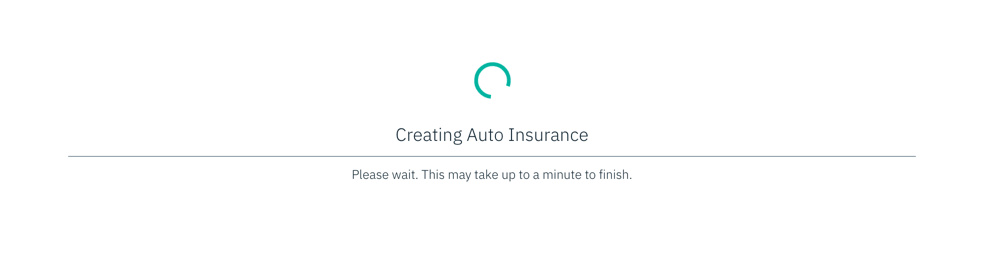 Creating Auto Insurance
Please wait. This may take up to a minute to finish.